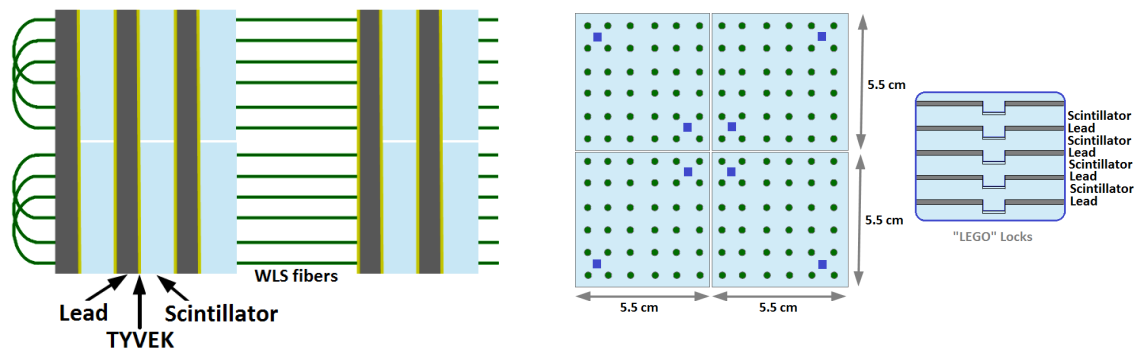 WLS fibers
Lead
Scintillator
TYVEK
5.5 cm
5.5 cm
5.5 cm
5.5 cm
Scintillator
Lead
Scintillator
Lead
Scintillator
Lead
Scintillator
Lead
"LEGO" Locks